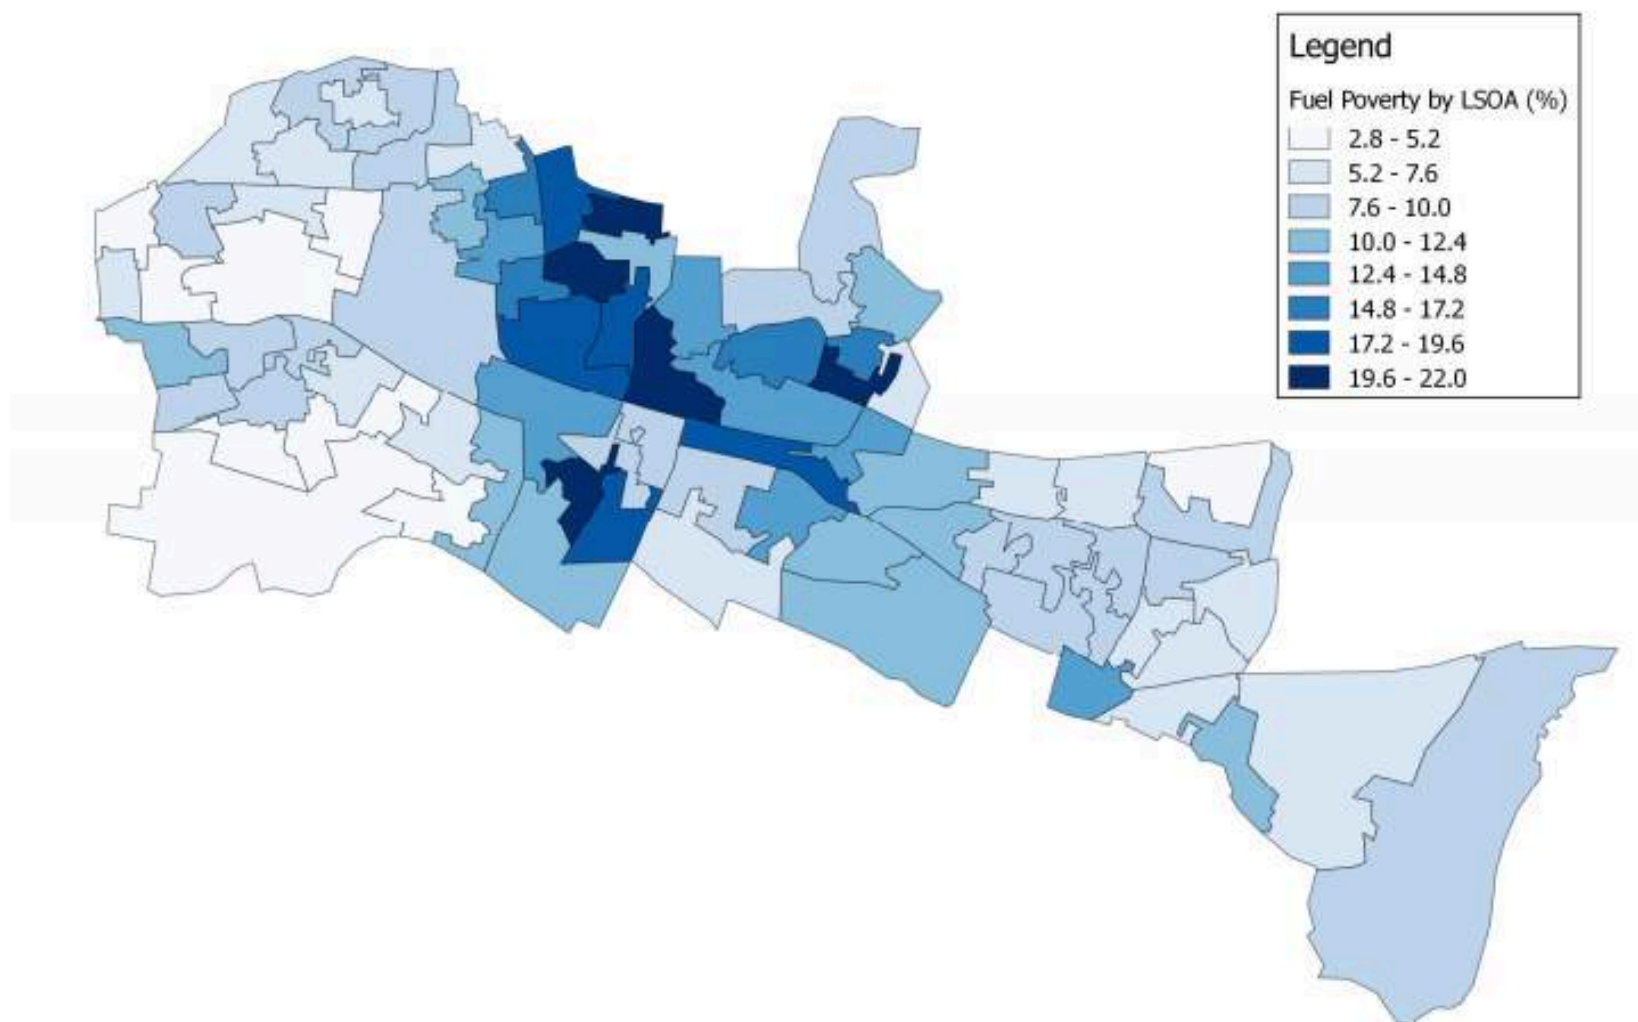 Legend
Fuel Poverty by LSOA (%)
2.8 - 5.2
5.2 - 7.6
7.6 - 10.0
10.0 - 12.4
12.4 - 14.8
14.8 - 17.2
17.2 - 19.6
19.6 - 22.0